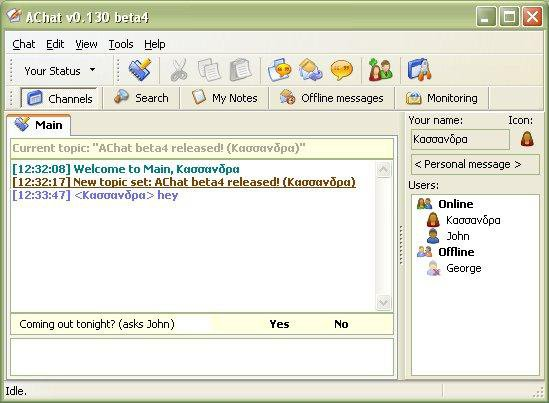 AChat v0.130 beta4
Chat Edit View Tools Help
Your Status
Channels Search My Notes Offline messages Monitoring
Main
Current topic: "AChat beta4 released! (Κασσανδρα)"
[12:32:08] Welcome to Main, Κασσανδρα
[12:32:17] New topic set: AChat beta4 released! (Κασσανδρα)
[12:33:47] <Κασσανδρα> hey
Coming out tonight? (asks John) Yes No
Your name: Icon:
Κασσανδρα
< Personal message >
Users:
Online
Κασσανδρα
John
Offline
George
Idle.